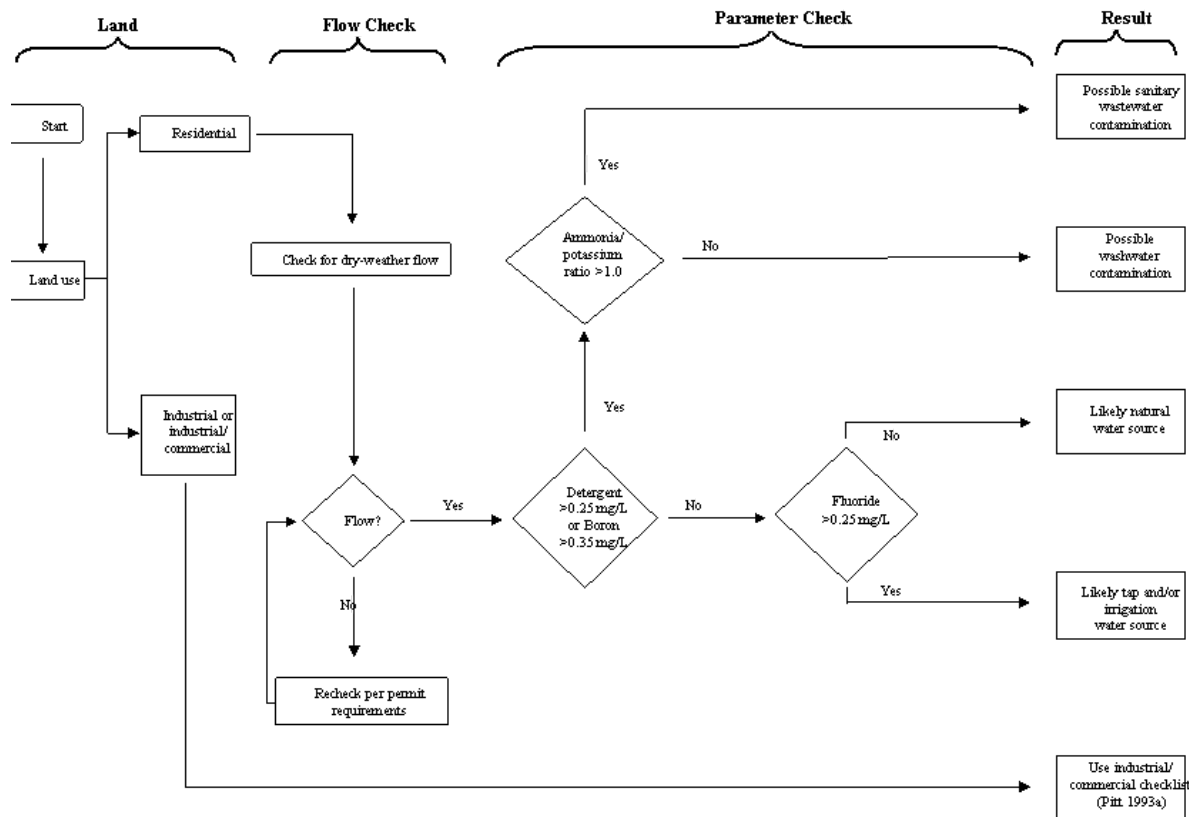 Land
Flow Check
Parameter Check
Result
Start
Residential
Land use
Industrial or
industrial/
commercial
Check for dry-weather flow
Flow?
Yes
No
Recheck per permit
requirements
Detergent
>0.25 mg/L
or Boron
>0.35 mg/L
Yes
No
Ammonia/
potassium
ratio >1.0
Yes
No
Fluoride
>0.25 mg/L
No
Yes
Possible sanitary
wastewater
contamination
Possible
washwater
contamination
Likely natural
water source
Likely tap and/or
irrigation
water source
Use industrial/
commercial checklist
(Pitt 1993a)